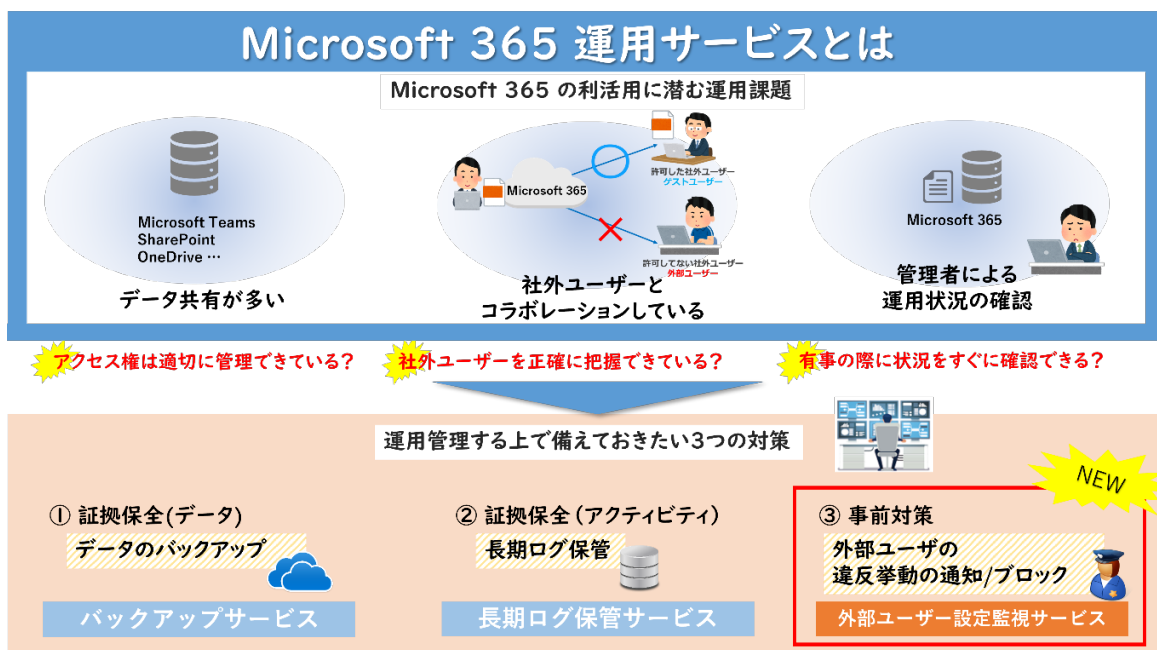 Microsoft 365 運用サービスとは
Microsoft 365 の利活用に潜む運用課題
Microsoft Teams
SharePoint
OneDrive …
データ共有が多い
Microsoft 365
許可した社外ユーザー
ゲストユーザー
許可してない社外ユーザー
外部ユーザー
社外ユーザーと
コラボレーションしている
Microsoft 365
管理者による
運用状況の確認
アクセス権は適切に管理できている？
社外ユーザーを正確に把握できている？
有事の際に状況をすぐに確認できる？
運用管理する上で備えておきたい3つの対策
① 証拠保全(データ)
データのバックアップ
バックアップサービス
② 証拠保全（アクティビティ）
長期ログ保管
長期ログ保管サービス
NEW
③ 事前対策
外部ユーザの
違反挙動の通知/ブロック
外部ユーザー設定監視サービス